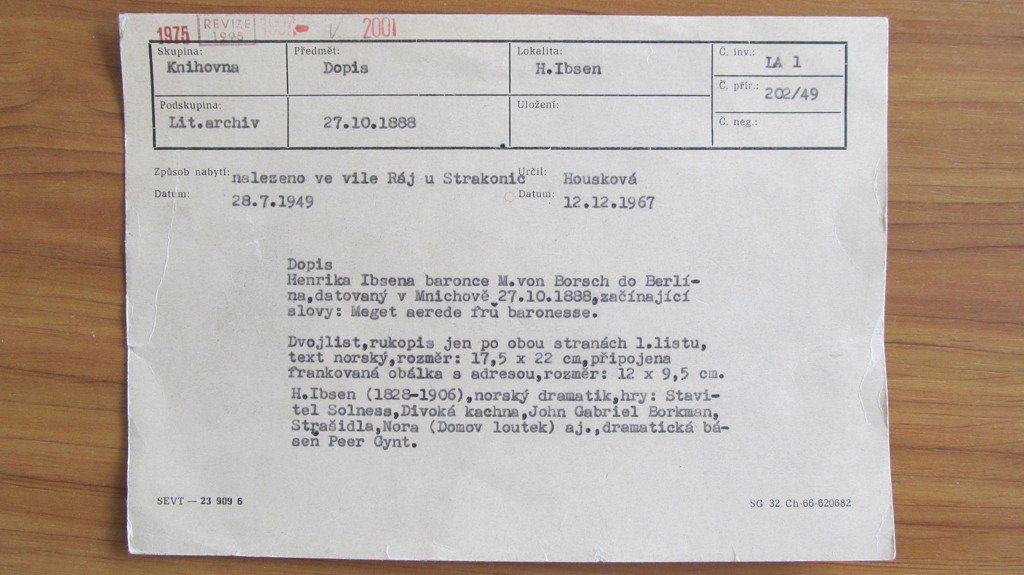 1975 REVIZE 1995 1997 - V 2001
Skupina: Předmět: Lokalita: Č. inv.: LA 1
Knihovna Dopis H.Ibsen
Č. přír.: 202/49
Podskupina: Uložení:
Lit.archiv 27.10.1888 Č. neg.:
Způsob nabytí: nalezeno ve vile Ráj u Strakonic Určil: Housková
Datum: 28.7.1949 Datum: 12.12.1967
Dopis
Henrika Ibsena baronce M.von Borsch do Berlí-
na,datovaný v Mnichově 27.10.1888,začínající
slovy: Meget aerede frů baronesse.
Dvojlist,rukopis jen po obou stranách 1.listu,
text norský,rozměr: 17,5 x 22 cm,připojena
frankovaná obálka s adresou,rozměr: 12 x 9,5 cm.
H.Ibsen (1828-1906),norský dramatik,hry: Stavi-
tel Solness,Divoká kachna,John Gabriel Borkman,
Strašidla,Nora (Domov loutek) aj.,dramatická bá-
seň Peer Gynt.
SEVT — 23 909 6 SG 32 Ch-66-620682